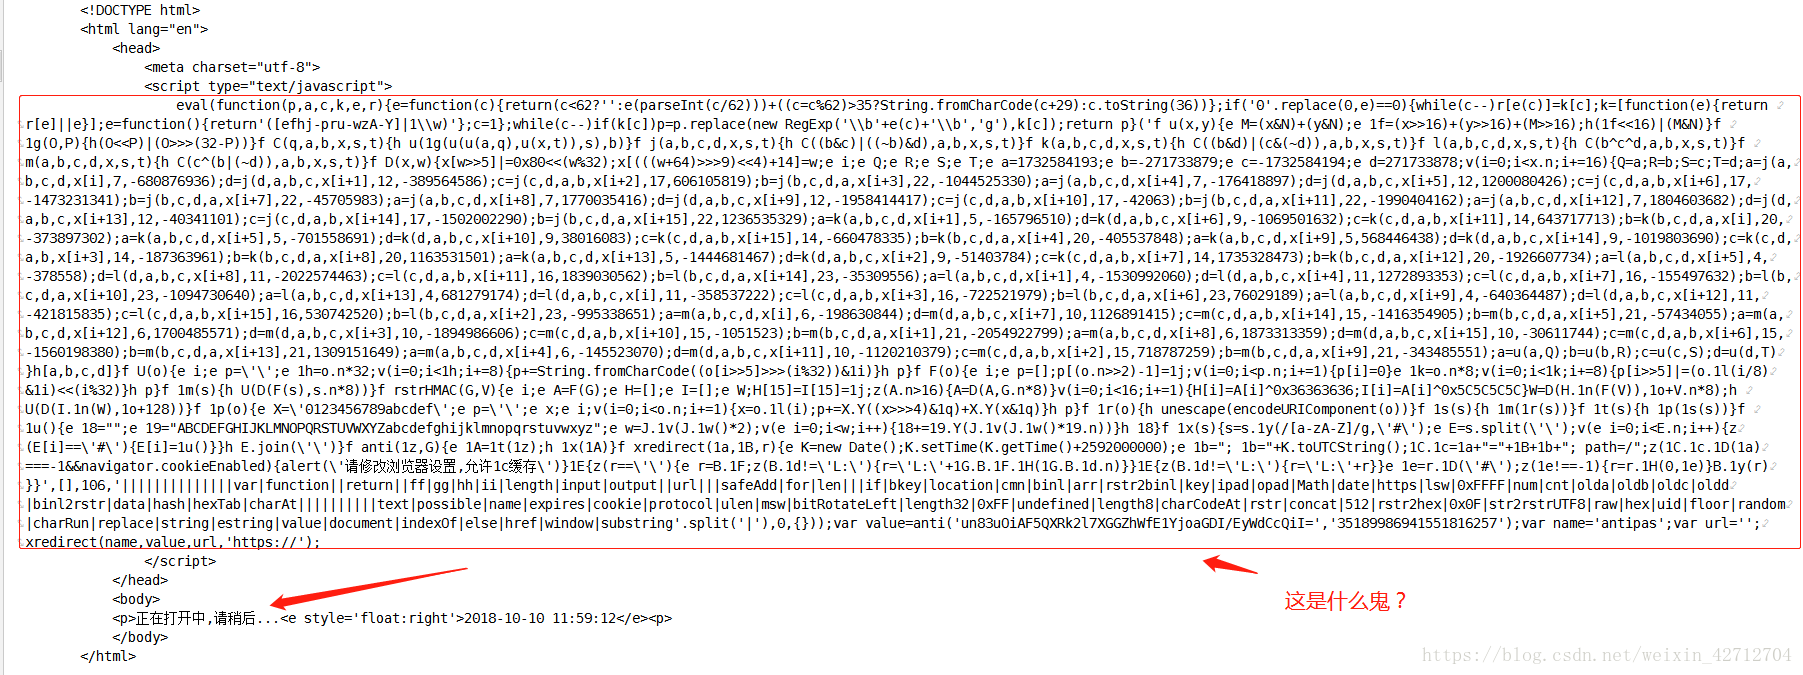 <!DOCTYPE html>
<html lang="en">
<head>
<meta charset="utf-8">
<script type="text/javascript">
eval(function(p,a,c,k,e,r){e=function(c){return(c<62?'':e(parseInt(c/62)))+((c=c%62)>35?String.fromCharCode(c+29):c.toString(36))};if('0'.replace(0,e)==0){while(c--)r[e(c)]=k[c];k=[function(e){return
r[e]||e}];e=function(){return'([efhj-pru-wzA-Y]|1\\w)'};c=1};while(c--)if(k[c])p=p.replace(new RegExp('\\b'+e(c)+'\\b','g'),k[c]);return p}('f u(x,y){e M=(x&N)+(y&N);e 1f=(x>>16)+(y>>16)+(M>>16);h(1f<<16)|(M&N)}f
1g(O,P){h(O<<P)|(O>>>(32-P))}f C(q,a,b,x,s,t){h u(1g(u(u(a,q),u(x,t)),s),b)}f j(a,b,c,d,x,s,t){h C((b&c)|((~b)&d),a,b,x,s,t)}f k(a,b,c,d,x,s,t){h C((b&d)|(c&(~d)),a,b,x,s,t)}f l(a,b,c,d,x,s,t){h C(b^c^d,a,b,x,s,t)}f
m(a,b,c,d,x,s,t){h C(c^(b|(~d)),a,b,x,s,t)}f D(x,w){x[w>>5]|=0x80<<(w%32);x[(((w+64)>>>9)<<4)+14]=w;e i;e Q;e R;e S;e T;e a=1732584193;e b=-271733879;e c=-1732584194;e d=271733878;v(i=0;i<x.n;i+=16){Q=a;R=b;S=c;T=d;a=j(a,
b,c,d,x[i],7,-680876936);d=j(d,a,b,c,x[i+1],12,-389564586);c=j(c,d,a,b,x[i+2],17,606105819);b=j(b,c,d,a,x[i+3],22,-1044525330);a=j(a,b,c,d,x[i+4],7,-176418897);d=j(d,a,b,c,x[i+5],12,1200080426);c=j(c,d,a,b,x[i+6],17,
-1473231341);b=j(b,c,d,a,x[i+7],22,-45705983);a=j(a,b,c,d,x[i+8],7,1770035416);d=j(d,a,b,c,x[i+9],12,-1958414417);c=j(c,d,a,b,x[i+10],17,-42063);b=j(b,c,d,a,x[i+11],22,-1990404162);a=j(a,b,c,d,x[i+12],7,1804603682);d=j(d,
a,b,c,x[i+13],12,-40341101);c=j(c,d,a,b,x[i+14],17,-1502002290);b=j(b,c,d,a,x[i+15],22,1236535329);a=k(a,b,c,d,x[i+1],5,-165796510);d=k(d,a,b,c,x[i+6],9,-1069501632);c=k(c,d,a,b,x[i+11],14,643717713);b=k(b,c,d,a,x[i],20,
-373897302);a=k(a,b,c,d,x[i+5],5,-701558691);d=k(d,a,b,c,x[i+10],9,38016083);c=k(c,d,a,b,x[i+15],14,-660478335);b=k(b,c,d,a,x[i+4],20,-405537848);a=k(a,b,c,d,x[i+9],5,568446438);d=k(d,a,b,c,x[i+14],9,-1019803690);c=k(c,d,
a,b,x[i+3],14,-187363961);b=k(b,c,d,a,x[i+8],20,1163531501);a=k(a,b,c,d,x[i+13],5,-1444681467);d=k(d,a,b,c,x[i+2],9,-51403784);c=k(c,d,a,b,x[i+7],14,1735328473);b=k(b,c,d,a,x[i+12],20,-1926607734);a=l(a,b,c,d,x[i+5],4,
-378558);d=l(d,a,b,c,x[i+8],11,-2022574463);c=l(c,d,a,b,x[i+11],16,1839030562);b=l(b,c,d,a,x[i+14],23,-35309556);a=l(a,b,c,d,x[i+1],4,-1530992060);d=l(d,a,b,c,x[i+4],11,1272893353);c=l(c,d,a,b,x[i+7],16,-155497632);b=l(b,
c,d,a,x[i+10],23,-1094730640);a=l(a,b,c,d,x[i+13],4,681279174);d=l(d,a,b,c,x[i],11,-358537222);c=l(c,d,a,b,x[i+3],16,-722521979);b=l(b,c,d,a,x[i+6],23,76029189);a=l(a,b,c,d,x[i+9],4,-640364487);d=l(d,a,b,c,x[i+12],11,
-421815835);c=l(c,d,a,b,x[i+15],16,530742520);b=l(b,c,d,a,x[i+2],23,-995338651);a=m(a,b,c,d,x[i],6,-198630844);d=m(d,a,b,c,x[i+7],10,1126891415);c=m(c,d,a,b,x[i+14],15,-1416354905);b=m(b,c,d,a,x[i+5],21,-57434055);a=m(a,
b,c,d,x[i+12],6,1700485571);d=m(d,a,b,c,x[i+3],10,-1894986606);c=m(c,d,a,b,x[i+10],15,-1051523);b=m(b,c,d,a,x[i+1],21,-2054922799);a=m(a,b,c,d,x[i+8],6,1873313359);d=m(d,a,b,c,x[i+15],10,-30611744);c=m(c,d,a,b,x[i+6],15,
-1560198380);b=m(b,c,d,a,x[i+13],21,1309151649);a=m(a,b,c,d,x[i+4],6,-145523070);d=m(d,a,b,c,x[i+11],10,-1120210379);c=m(c,d,a,b,x[i+2],15,718787259);b=m(b,c,d,a,x[i+9],21,-343485551);a=u(a,Q);b=u(b,R);c=u(c,S);d=u(d,T)
}h[a,b,c,d]}f U(o){e i;e p=\'\';e 1h=o.n*32;v(i=0;i<1h;i+=8){p+=String.fromCharCode((o[i>>5]>>>(i%32))&1i)}h p}f F(o){e i;e p=[];p[(o.n>>2)-1]=1j;v(i=0;i<p.n;i+=1){p[i]=0}e 1k=o.n*8;v(i=0;i<1k;i+=8){p[i>>5]|=(o.1l(i/8)
&1i)<<(i%32)}h p}f 1m(s){h U(D(F(s),s.n*8))}f rstrHMAC(G,V){e i;e A=F(G);e H=[];e I=[];e W;H[15]=I[15]=1j;z(A.n>16){A=D(A,G.n*8)}v(i=0;i<16;i+=1){H[i]=A[i]^0x36363636;I[i]=A[i]^0x5C5C5C5C}W=D(H.1n(F(V)),1o+V.n*8);h
U(D(I.1n(W),1o+128))}f 1p(o){e X=\'0123456789abcdef\';e p=\'\';e x;e i;v(i=0;i<o.n;i+=1){x=o.1l(i);p+=X.Y((x>>>4)&1q)+X.Y(x&1q)}h p}f 1r(o){h unescape(encodeURIComponent(o))}f 1s(s){h 1m(1r(s))}f 1t(s){h 1p(1s(s))}f
1u(){e 18="";e 19="ABCDEFGHIJKLMNOPQRSTUVWXYZabcdefghijklmnopqrstuvwxyz";e w=J.1v(J.1w()*2);v(e i=0;i<w;i++){18+=19.Y(J.1v(J.1w()*19.n))}h 18}f 1x(s){s=s.1y(/[a-zA-Z]/g,\'#\');e E=s.split(\'\');v(e i=0;i<E.n;i++){z
(E[i]==\'#\'){E[i]=1u()}}h E.join(\'\')}f anti(1z,G){e 1A=1t(1z);h 1x(1A)}f xredirect(1a,1B,r){e K=new Date();K.setTime(K.getTime()+2592000000);e 1b="; 1b="+K.toUTCString();1C.1c=1a+"="+1B+1b+"; path=/";z(1C.1c.1D(1a)
===-1&&navigator.cookieEnabled){alert(\'请修改浏览器设置,允许1c缓存\')}1E{z(r==\'\'){e r=B.1F;z(B.1d!=\'L:\'){r=\'L:\'+1G.B.1F.1H(1G.B.1d.n)}}1E{z(B.1d!=\'L:\'){r=\'L:\'+r}}e 1e=r.1D(\'#\');z(1e!==-1){r=r.1H(0,1e)}B.1y(r)
}}',[],106,'||||||||||||||var|function||return||ff|gg|hh|ii|length|input|output||url|||safeAdd|for|len|||if|bkey|location|cmn|binl|arr|rstr2binl|key|ipad|opad|Math|date|https|lsw|0xFFFF|num|cnt|olda|oldb|oldc|oldd
|binl2rstr|data|hash|hexTab|charAt||||||||||text|possible|name|expires|cookie|protocol|ulen|msw|bitRotateLeft|length32|0xFF|undefined|length8|charCodeAt|rstr|concat|512|rstr2hex|0x0F|str2rstrUTF8|raw|hex|uid|floor|random
|charRun|replace|string|estring|value|document|indexOf|else|href|window|substring'.split('|'),0,{}));var value=anti('un83uOiAF5QXRk2l7XGGZhWfE1YjoaGDI/EyWdCcQiI=','35189986941551816257');var name='antipas';var url='';
xredirect(name,value,url,'https://');
</script>
</head>
<body>
<p>正在打开中,请稍后...<e style='float:right'>2018-10-10 11:59:12</e><p>
</body>
</html>
这是什么鬼？
https://blog.csdn.net/weixin_42712704